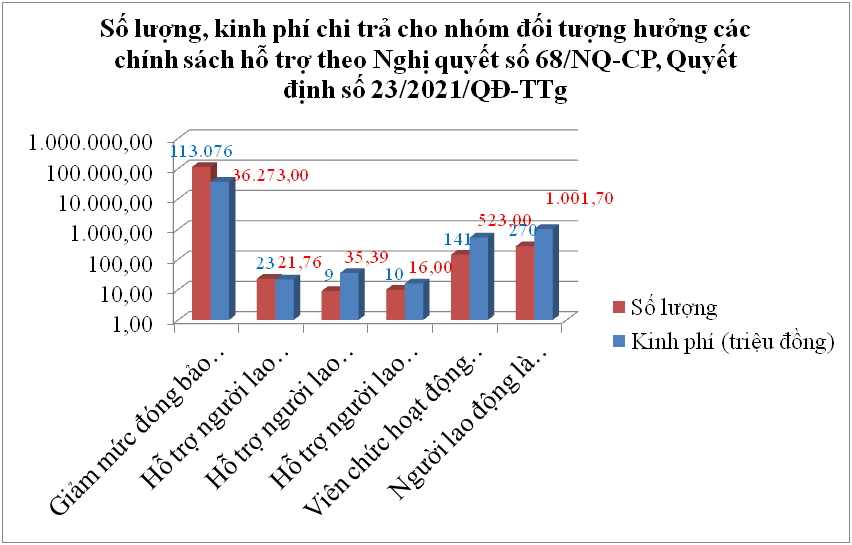 Số lượng, kinh phí chi trả cho nhóm đối tượng hưởng các
chính sách hỗ trợ theo Nghị quyết số 68/NQ-CP, Quyết
định số 23/2021/QĐ-TTg
1.000.000,00
100.000,00
10.000,00
1.000,00
100,00
10,00
1,00
113.076
36.273,00
23
21,76
9
35,39
10
16,00
141
523,00
270
1.001,70
Số lượng
Kinh phí (triệu đồng)
Giảm mức đóng bảo..
Hỗ trợ người lao..
Hỗ trợ người lao..
Hỗ trợ người lao..
Viên chức hoạt động..
Người lao động là..